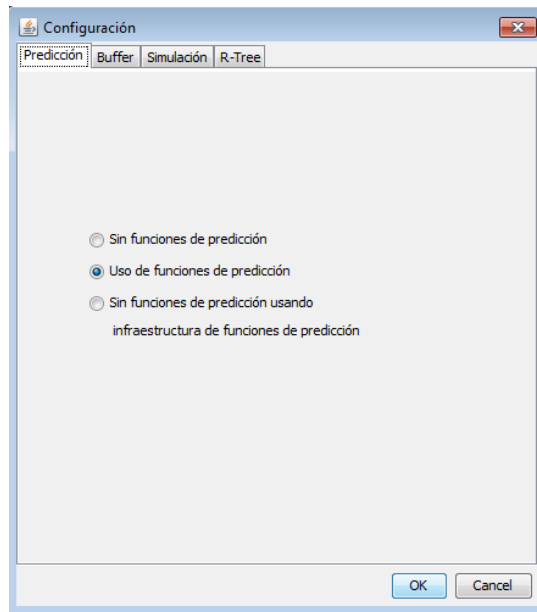 Configuración
Predicción Buffer Simulación R-Tree
Sin funciones de predicción
Uso de funciones de predicción
Sin funciones de predicción usando
infraestructura de funciones de predicción
OK Cancel